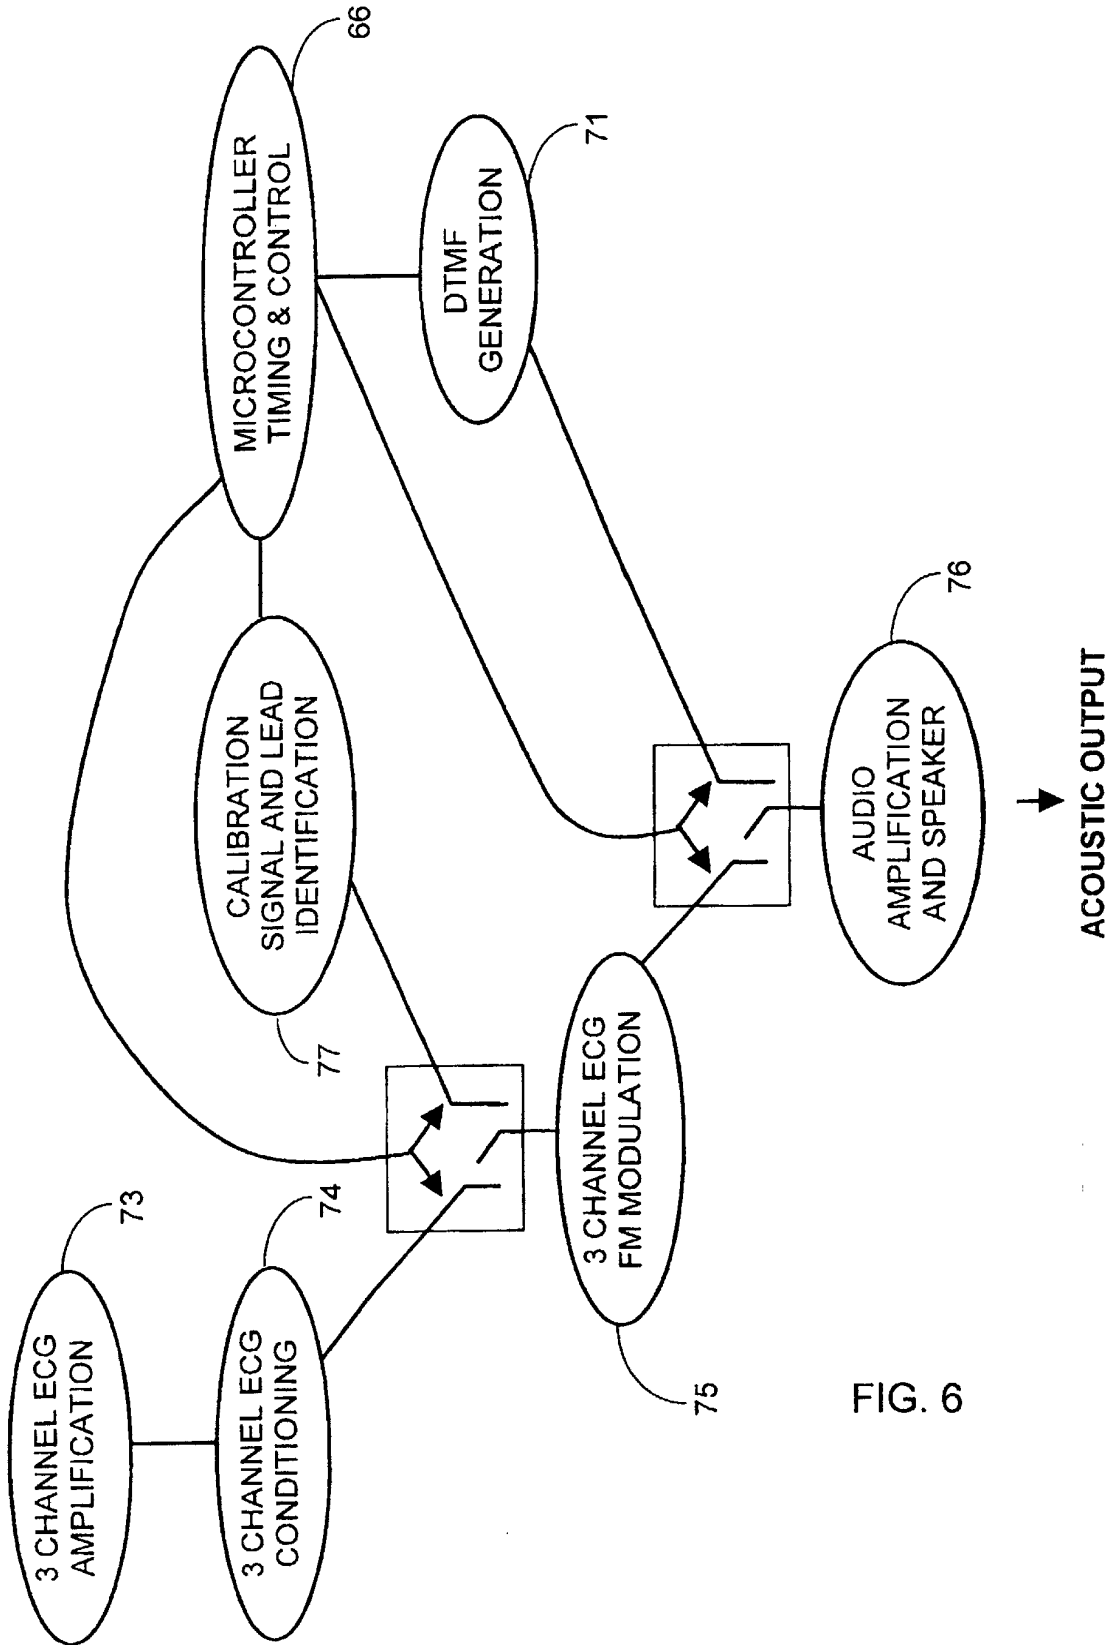 3 CHANNEL ECG
AMPLIFICATION
73
3 CHANNEL ECG
CONDITIONING
74
CALIBRATION
SIGNAL AND LEAD
IDENTIFICATION
77
MICROCONTROLLER
TIMING & CONTROL
66
DTMF
GENERATION
71
3 CHANNEL ECG
FM MODULATION
75
AUDIO
AMPLIFICATION
AND SPEAKER
76
ACOUSTIC OUTPUT
FIG. 6